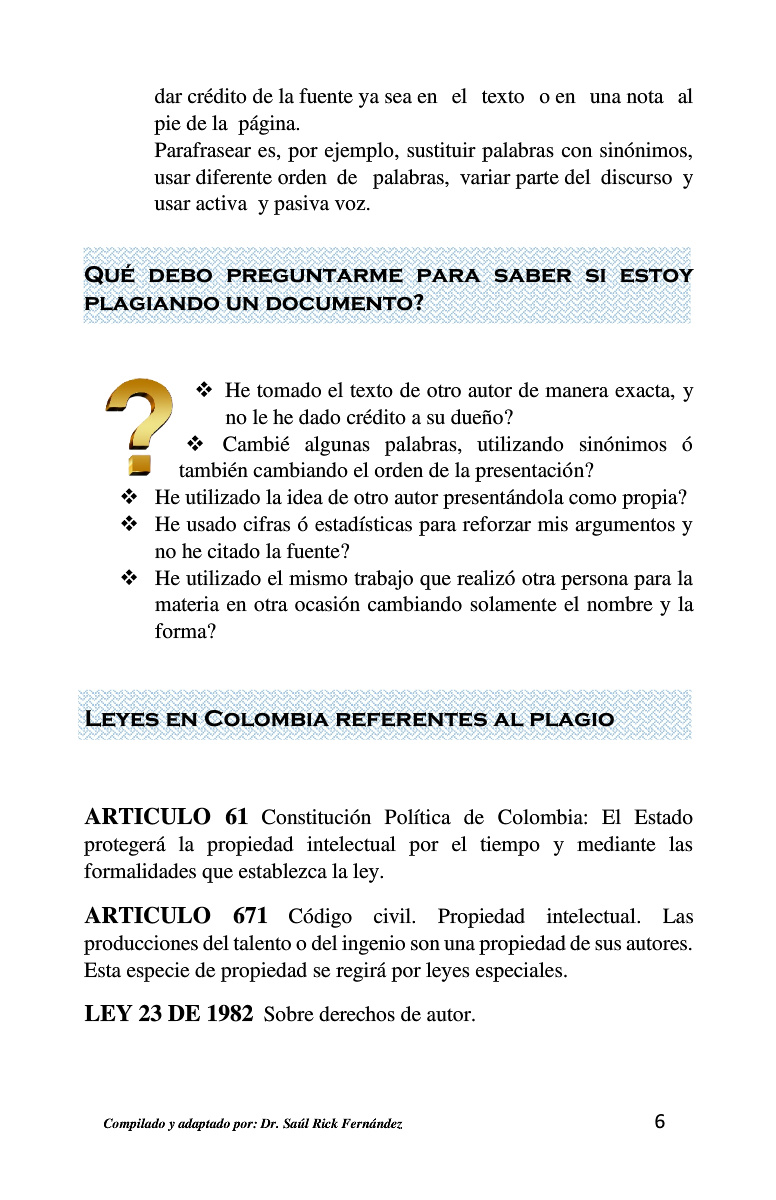 dar crédito de la fuente ya sea en el texto o en una nota al
pie de la página.
Parafrasear es, por ejemplo, sustituir palabras con sinónimos,
usar diferente orden de palabras, variar parte del discurso y
usar activa y pasiva voz.
Qué debo preguntarme para saber si estoy
plagiando un documento?
❖ He tomado el texto de otro autor de manera exacta, y
no le he dado crédito a su dueño?
❖ Cambié algunas palabras, utilizando sinónimos ó
también cambiando el orden de la presentación?
❖ He utilizado la idea de otro autor presentándola como propia?
❖ He usado cifras ó estadísticas para reforzar mis argumentos y
no he citado la fuente?
❖ He utilizado el mismo trabajo que realizó otra persona para la
materia en otra ocasión cambiando solamente el nombre y la
forma?
Leyes en Colombia referentes al plagio
ARTICULO 61 Constitución Política de Colombia: El Estado
protegerá la propiedad intelectual por el tiempo y mediante las
formalidades que establezca la ley.
ARTICULO 671 Código civil. Propiedad intelectual. Las
producciones del talento o del ingenio son una propiedad de sus autores.
Esta especie de propiedad se regirá por leyes especiales.
LEY 23 DE 1982 Sobre derechos de autor.
Compilado y adaptado por: Dr. Saúl Rick Fernández 6